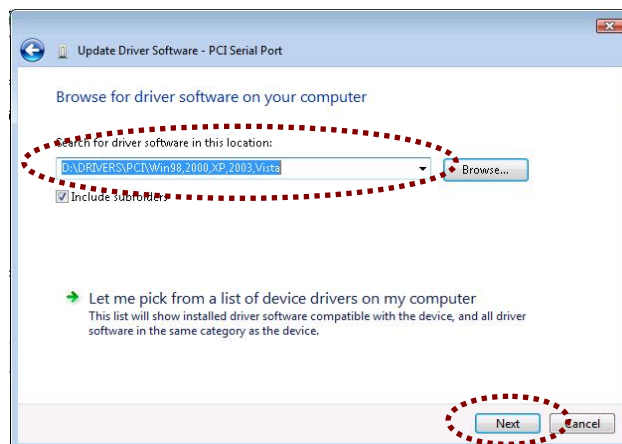 Update Driver Software - PCI Serial Port
Browse for driver software on your computer
Search for driver software in this location:
D:\DRIVERS\PCI\Win98,2000,XP,2003,Vista
Browse...
Include subfolders
Let me pick from a list of device drivers on my computer
This list will show installed driver software compatible with the device, and all driver
software in the same category as the device.
Next
Cancel